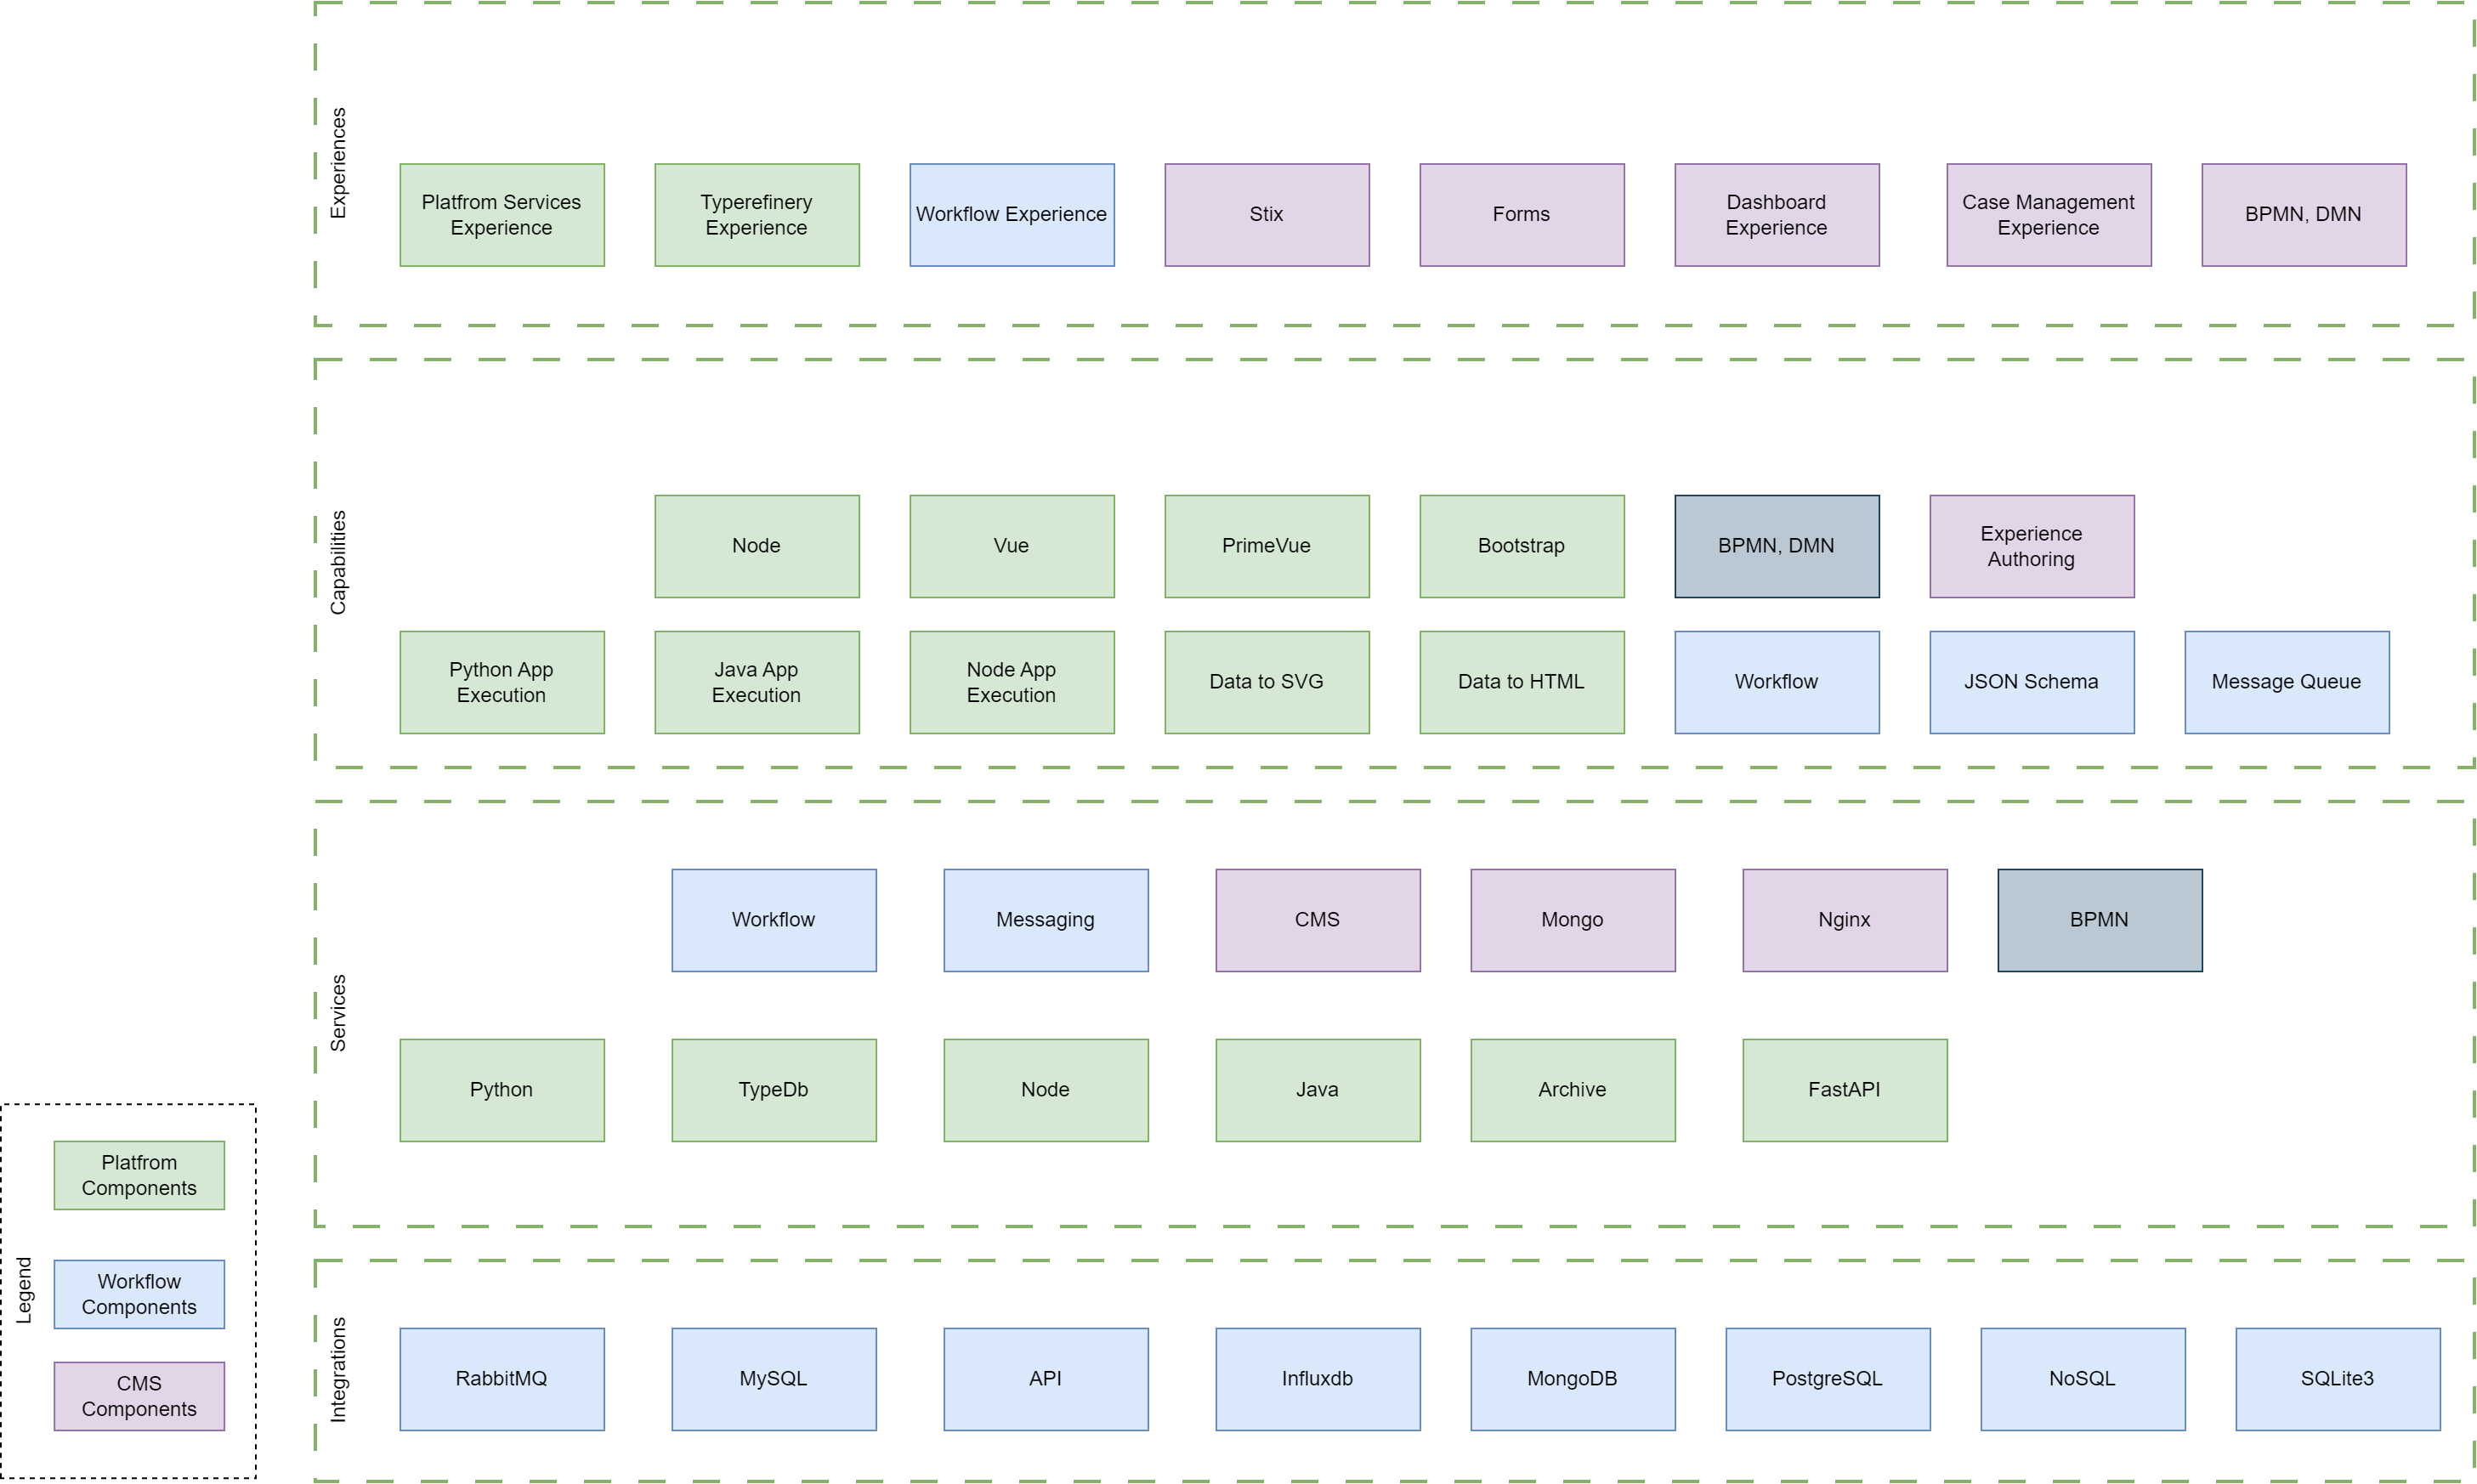 Experiences
Platfrom Services
Experience
Typerefinery
Experience
Workflow Experience
Stix
Forms
Dashboard
Experience
Case Management
Experience
BPMN, DMN
Capabilities
Node
Vue
PrimeVue
Bootstrap
BPMN, DMN
Experience
Authoring
Python App
Execution
Java App
Execution
Node App
Execution
Data to SVG
Data to HTML
Workflow
JSON Schema
Message Queue
Services
Workflow
Messaging
CMS
Mongo
Nginx
BPMN
Python
TypeDb
Node
Java
Archive
FastAPI
Integrations
RabbitMQ
MySQL
API
Influxdb
MongoDB
PostgreSQL
NoSQL
SQLite3
Legend
Platfrom
Components
Workflow
Components
CMS
Components